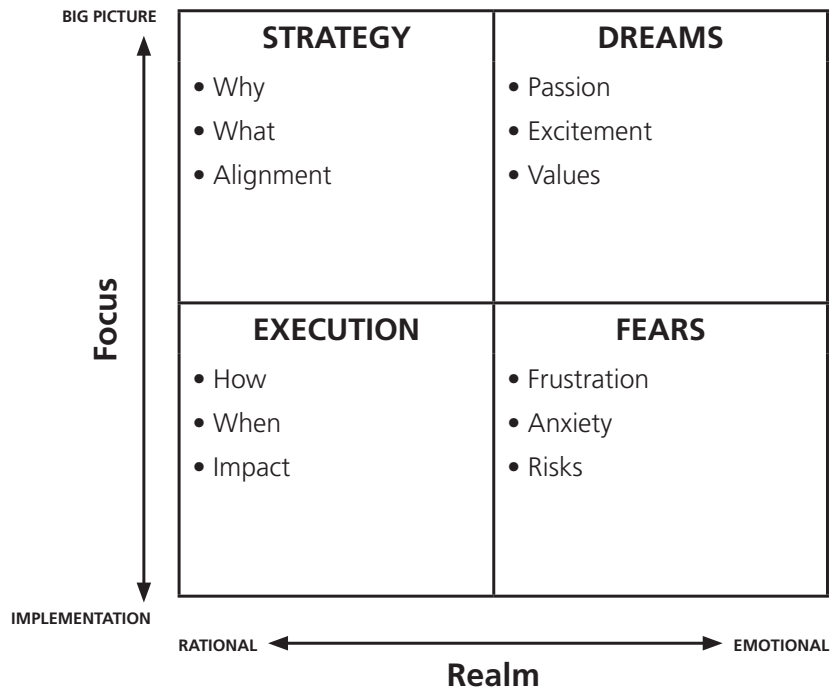 BIG PICTURE
STRATEGY
• Why
• What
• Alignment
DREAMS
• Passion
• Excitement
• Values
Focus
EXECUTION
• How
• When
• Impact
FEARS
• Frustration
• Anxiety
• Risks
IMPLEMENTATION
RATIONAL
EMOTIONAL
Realm